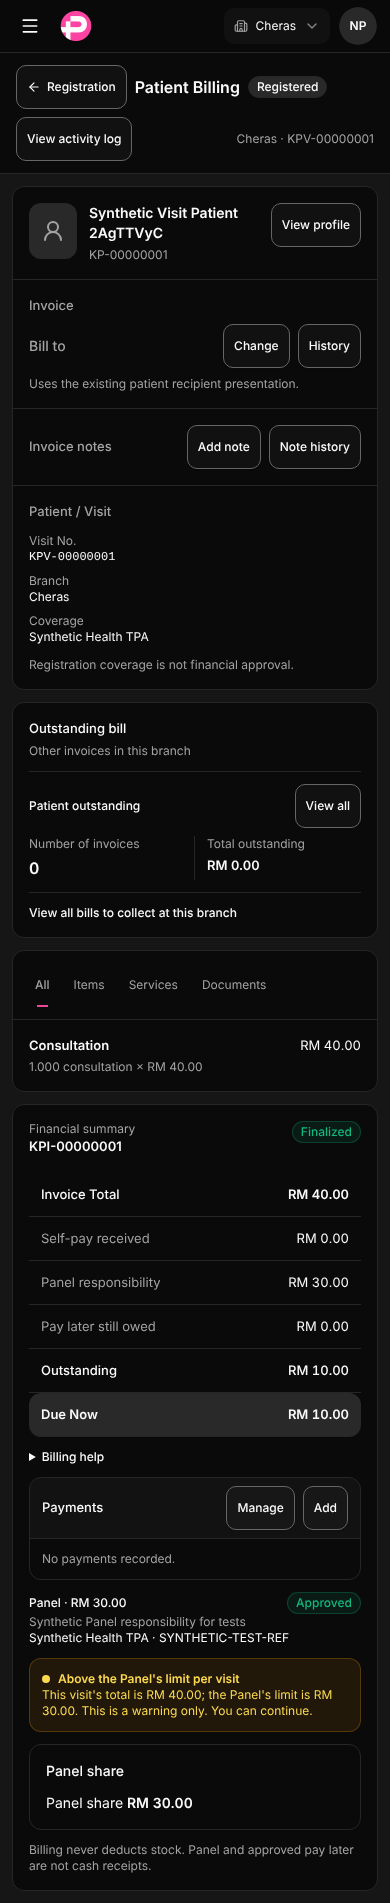 Cheras
NP
Registration
Patient Billing
Registered
View activity log
Cheras · KPV-00000001
Synthetic Visit Patient
2AgTTVyC
KP-00000001
View profile
Invoice
Bill to
Change
History
Uses the existing patient recipient presentation.
Invoice notes
Add note
Note history
Patient / Visit
Visit No.
KPV-00000001
Branch
Cheras
Coverage
Synthetic Health TPA
Registration coverage is not financial approval.
Outstanding bill
Other invoices in this branch
Patient outstanding
View all
Number of invoices
0
Total outstanding
RM 0.00
View all bills to collect at this branch
All Items Services Documents
Consultation RM 40.00
1.000 consultation × RM 40.00
Financial summary
KPI-00000001
Finalized
Invoice Total RM 40.00
Self-pay received RM 0.00
Panel responsibility RM 30.00
Pay later still owed RM 0.00
Outstanding RM 10.00
Due Now RM 10.00
Billing help
Payments
Manage
Add
No payments recorded.
Panel · RM 30.00
Approved
Synthetic Panel responsibility for tests
Synthetic Health TPA · SYNTHETIC-TEST-REF
Above the Panel's limit per visit
This visit's total is RM 40.00; the Panel's limit is RM
30.00. This is a warning only. You can continue.
Panel share
Panel share RM 30.00
Billing never deducts stock. Panel and approved pay later
are not cash receipts.